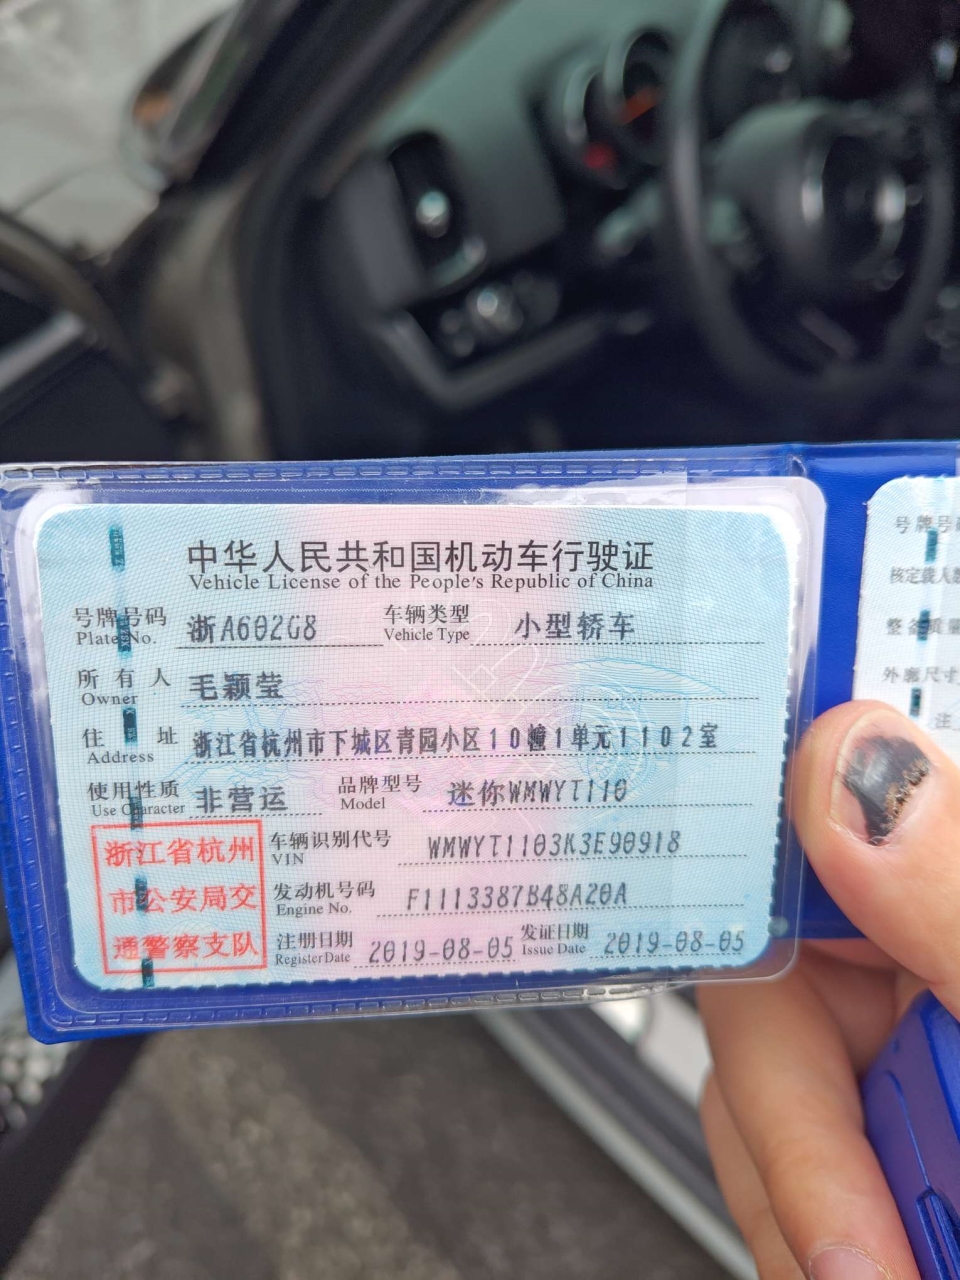 中华人民共和国机动车行驶证
Vehicle License of the People's Republic of China
号牌号码 浙A602G8 车辆类型 小型轿车
Plate No. Vehicle Type
所有人 毛颖莹
Owner
住址 浙江省杭州市下城区青园小区10幢1单元1102室
Address
使用性质 非营运 品牌型号 迷你WMWYT110
Use Character Model
浙江省杭州
市公安局交
通警察支队
车辆识别代号 WMWYT1103K3E90918
VIN
发动机号码 F1113387B48A20A
Engine No.
注册日期 2019-08-05 发证日期 2019-08-05
Register Date Issue Date
号牌号
核定载人
整备质量
外廓尺寸
注